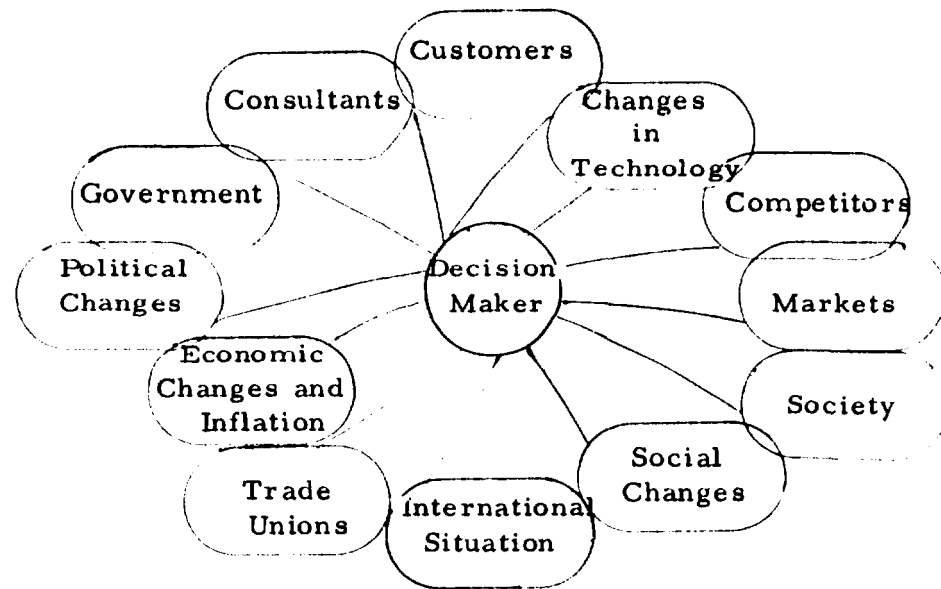 Customers
Consultants
Changes
in
Technology
Government
Competitors
Political
Changes
Decision
Maker
Markets
Economic
Changes and
Inflation
Society
Social
Changes
Trade
Unions
International
Situation